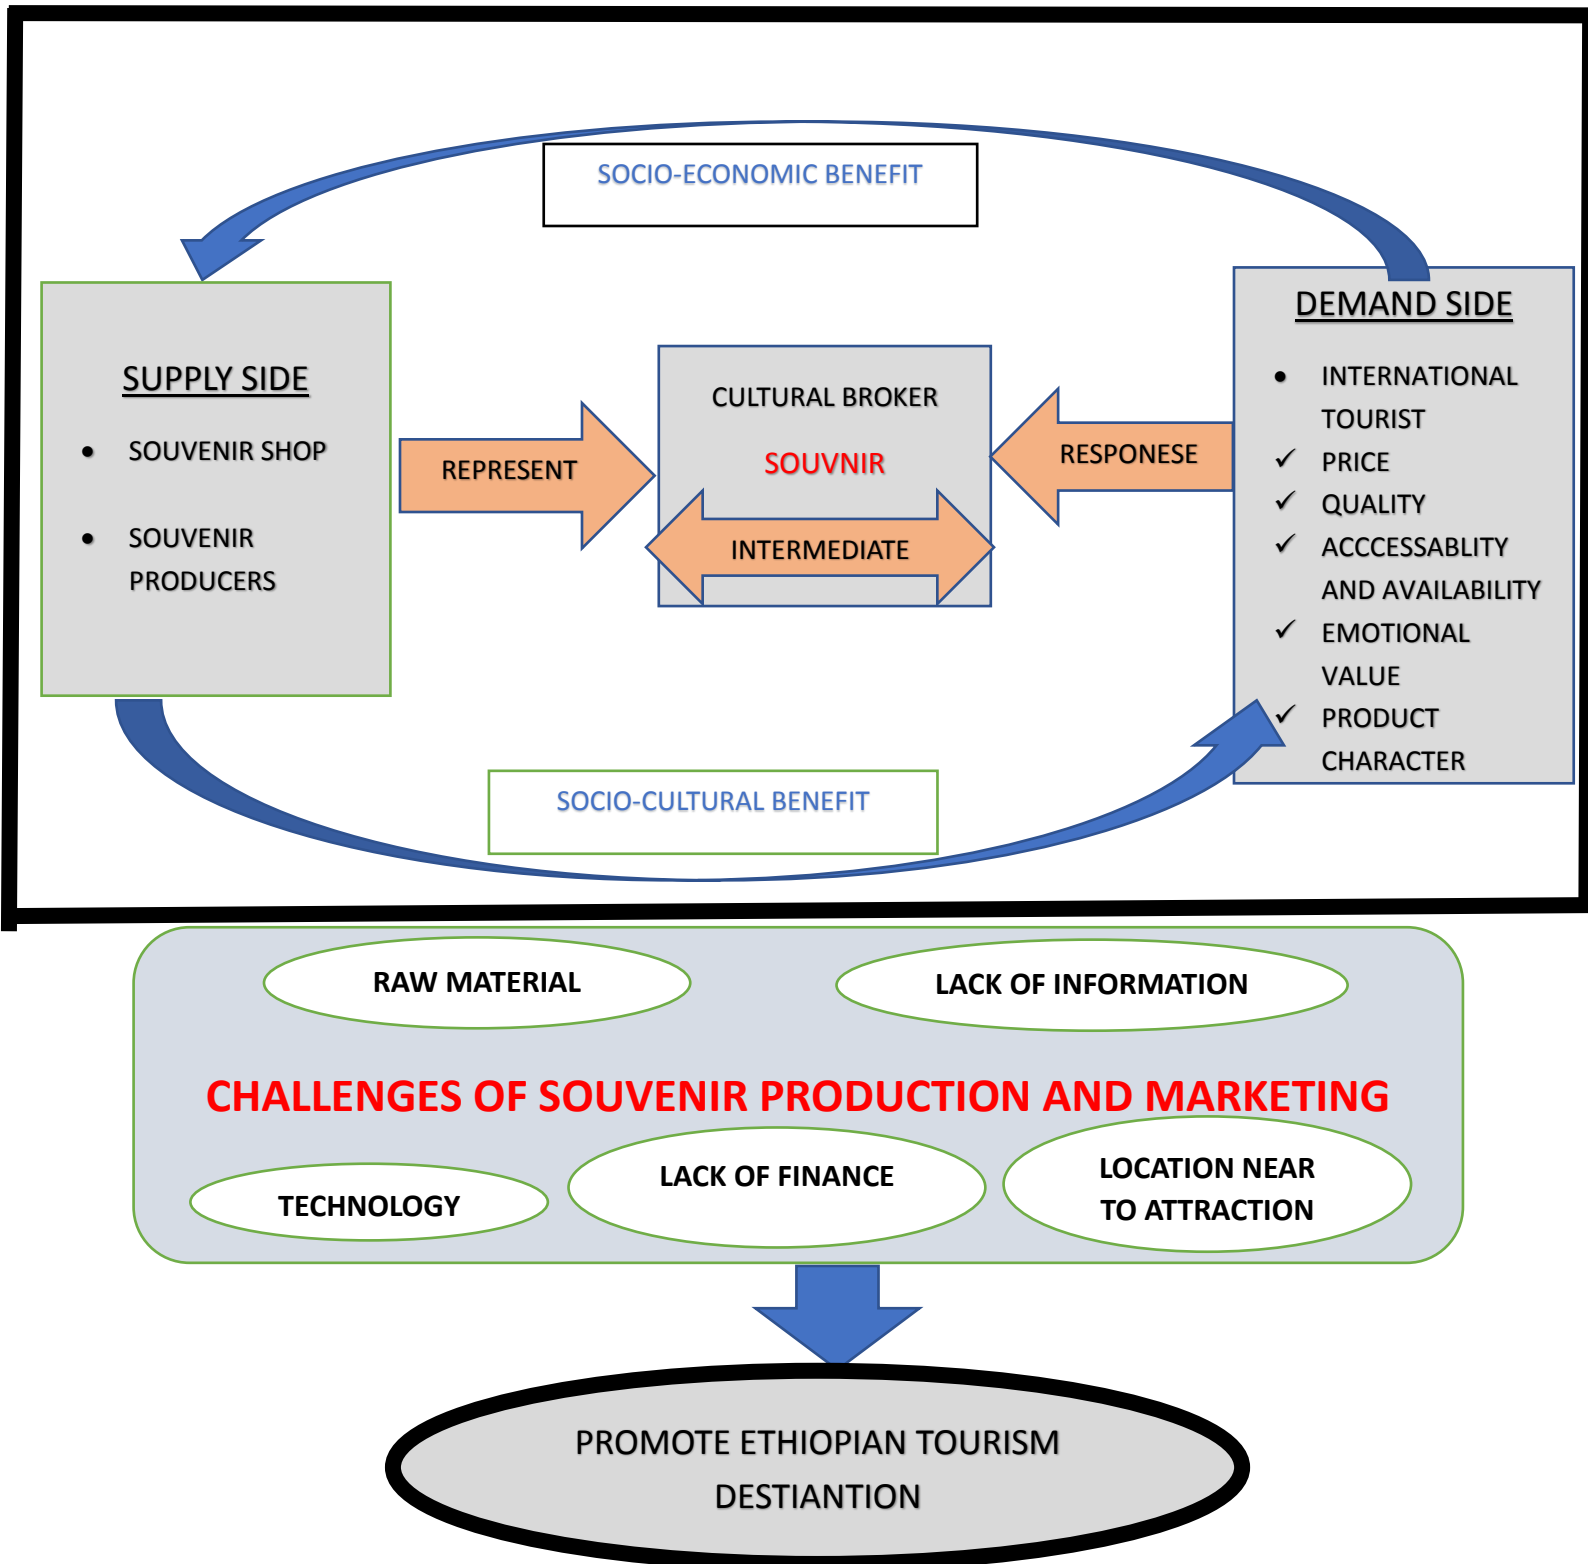 SOCIO-ECONOMIC BENEFIT
SUPPLY SIDE
• SOUVENIR SHOP
• SOUVENIR
PRODUCERS
REPRESENT
CULTURAL BROKER
SOUVNIR
INTERMEDIATE
RESPONESE
DEMAND SIDE
• INTERNATIONAL
TOURIST
✓ PRICE
✓ QUALITY
✓ ACCCESSABLITY
AND AVAILABILITY
✓ EMOTIONAL
VALUE
✓ PRODUCT
CHARACTER
SOCIO-CULTURAL BENEFIT
RAW MATERIAL
LACK OF INFORMATION
CHALLENGES OF SOUVENIR PRODUCTION AND MARKETING
TECHNOLOGY
LACK OF FINANCE
LOCATION NEAR
TO ATTRACTION
PROMOTE ETHIOPIAN TOURISM
DESTIANTION